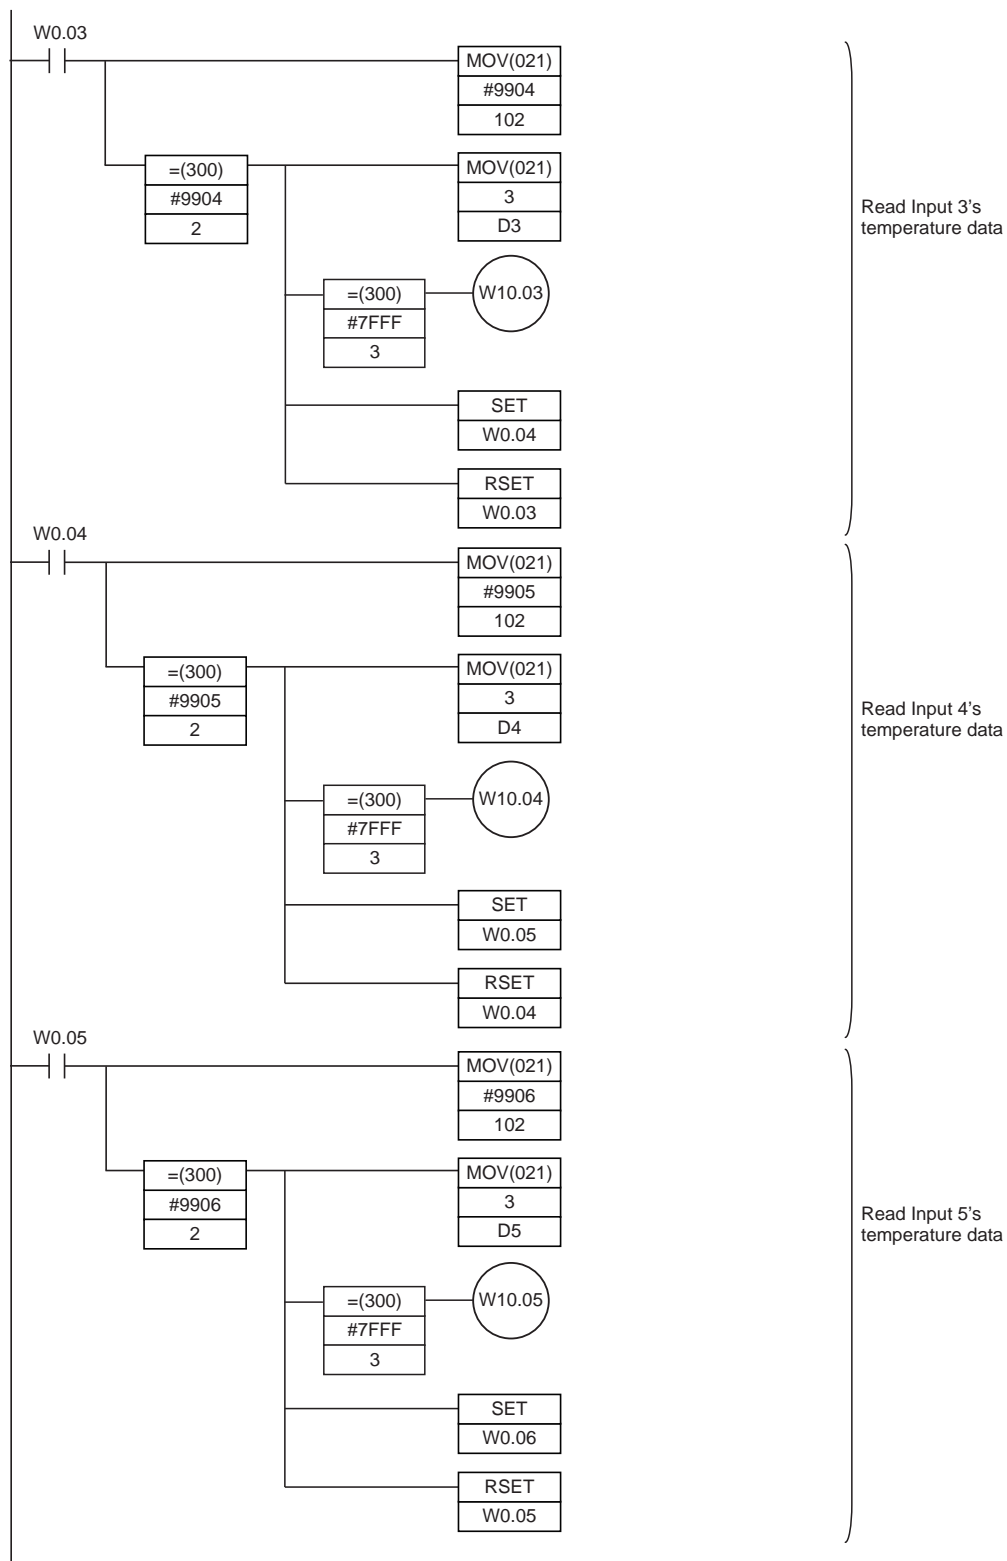 W0.03
MOV(021)
#9904
102
=(300)
#9904
2
MOV(021)
3
D3
=(300)
#7FFF
3
W10.03
SET
W0.04
RSET
W0.03
Read Input 3's
temperature data
W0.04
MOV(021)
#9905
102
=(300)
#9905
2
MOV(021)
3
D4
=(300)
#7FFF
3
W10.04
SET
W0.05
RSET
W0.04
Read Input 4's
temperature data
W0.05
MOV(021)
#9906
102
=(300)
#9906
2
MOV(021)
3
D5
=(300)
#7FFF
3
W10.05
SET
W0.06
RSET
W0.05
Read Input 5's
temperature data